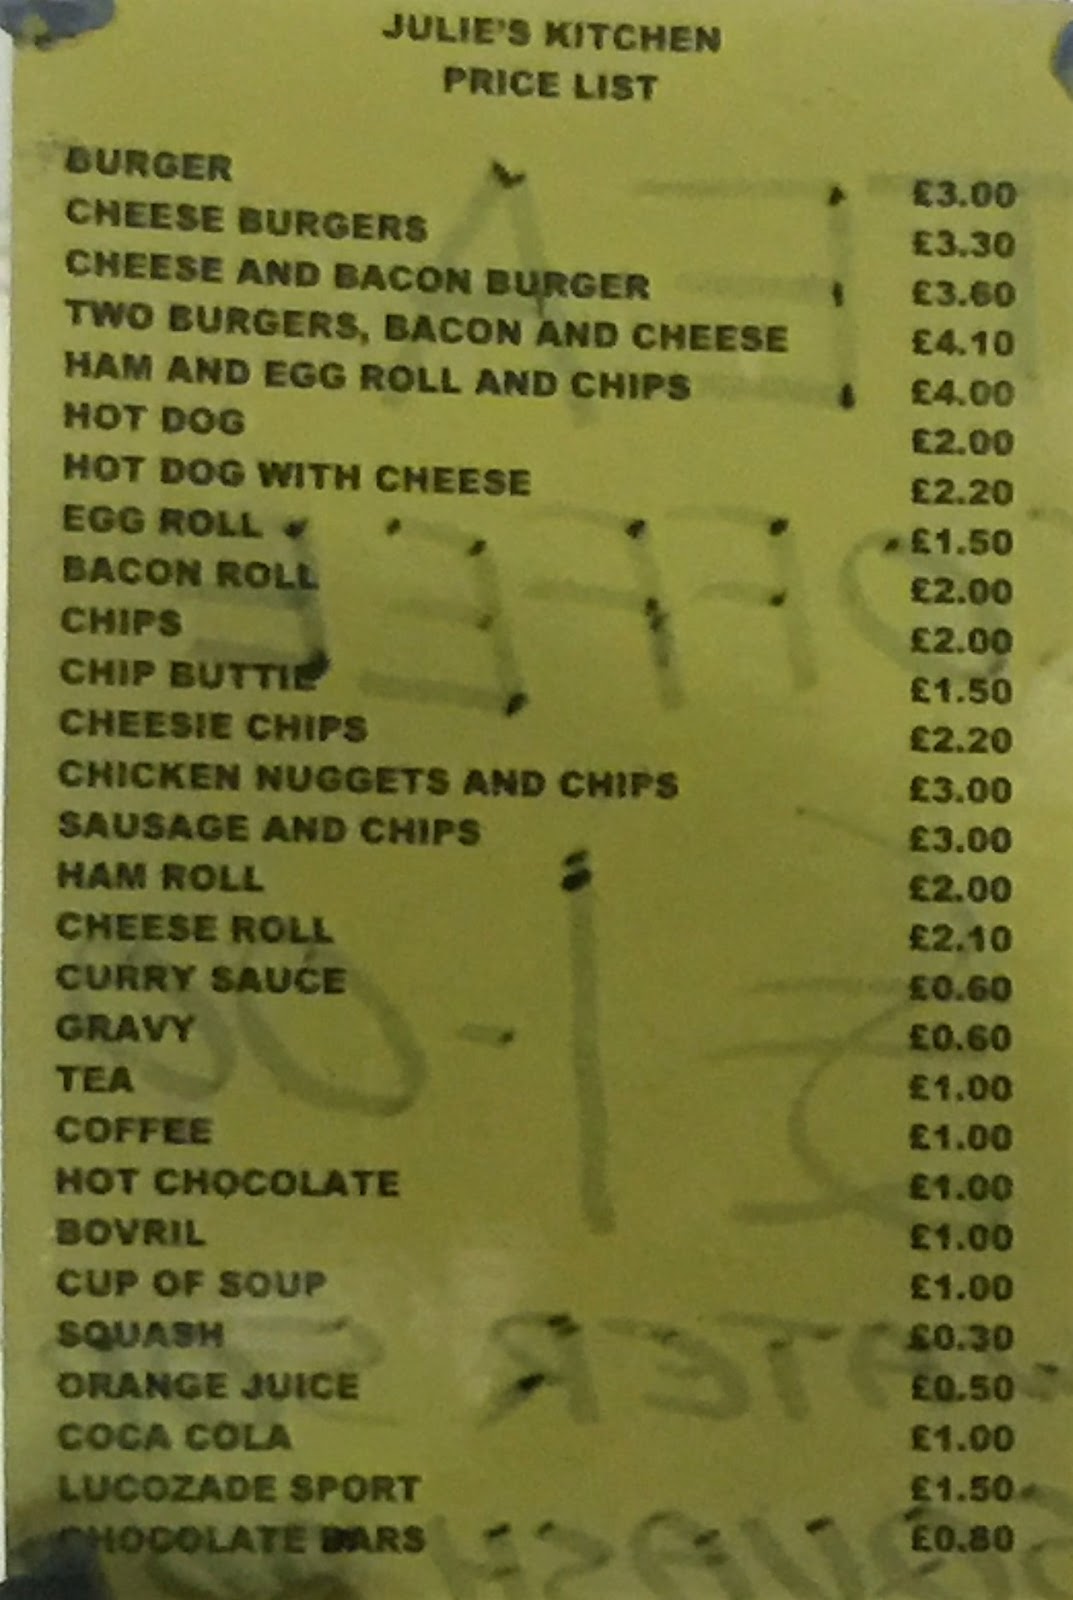 JULIE'S KITCHEN
PRICE LIST
BURGER £3.00
CHEESE BURGERS £3.30
CHEESE AND BACON BURGER £3.60
TWO BURGERS, BACON AND CHEESE £4.10
HAM AND EGG ROLL AND CHIPS £4.00
HOT DOG £2.00
HOT DOG WITH CHEESE £2.20
EGG ROLL £1.50
BACON ROLL £2.00
CHIPS £2.00
CHIP BUTTIE £1.50
CHEESIE CHIPS £2.20
CHICKEN NUGGETS AND CHIPS £3.00
SAUSAGE AND CHIPS £3.00
HAM ROLL £2.00
CHEESE ROLL £2.10
CURRY SAUCE £0.60
GRAVY £0.60
TEA £1.00
COFFEE £1.00
HOT CHOCOLATE £1.00
BOVRIL £1.00
CUP OF SOUP £1.00
SQUASH £0.30
ORANGE JUICE £0.50
COCA COLA £1.00
LUCOZADE SPORT £1.50
CHOCOLATE BARS £0.80